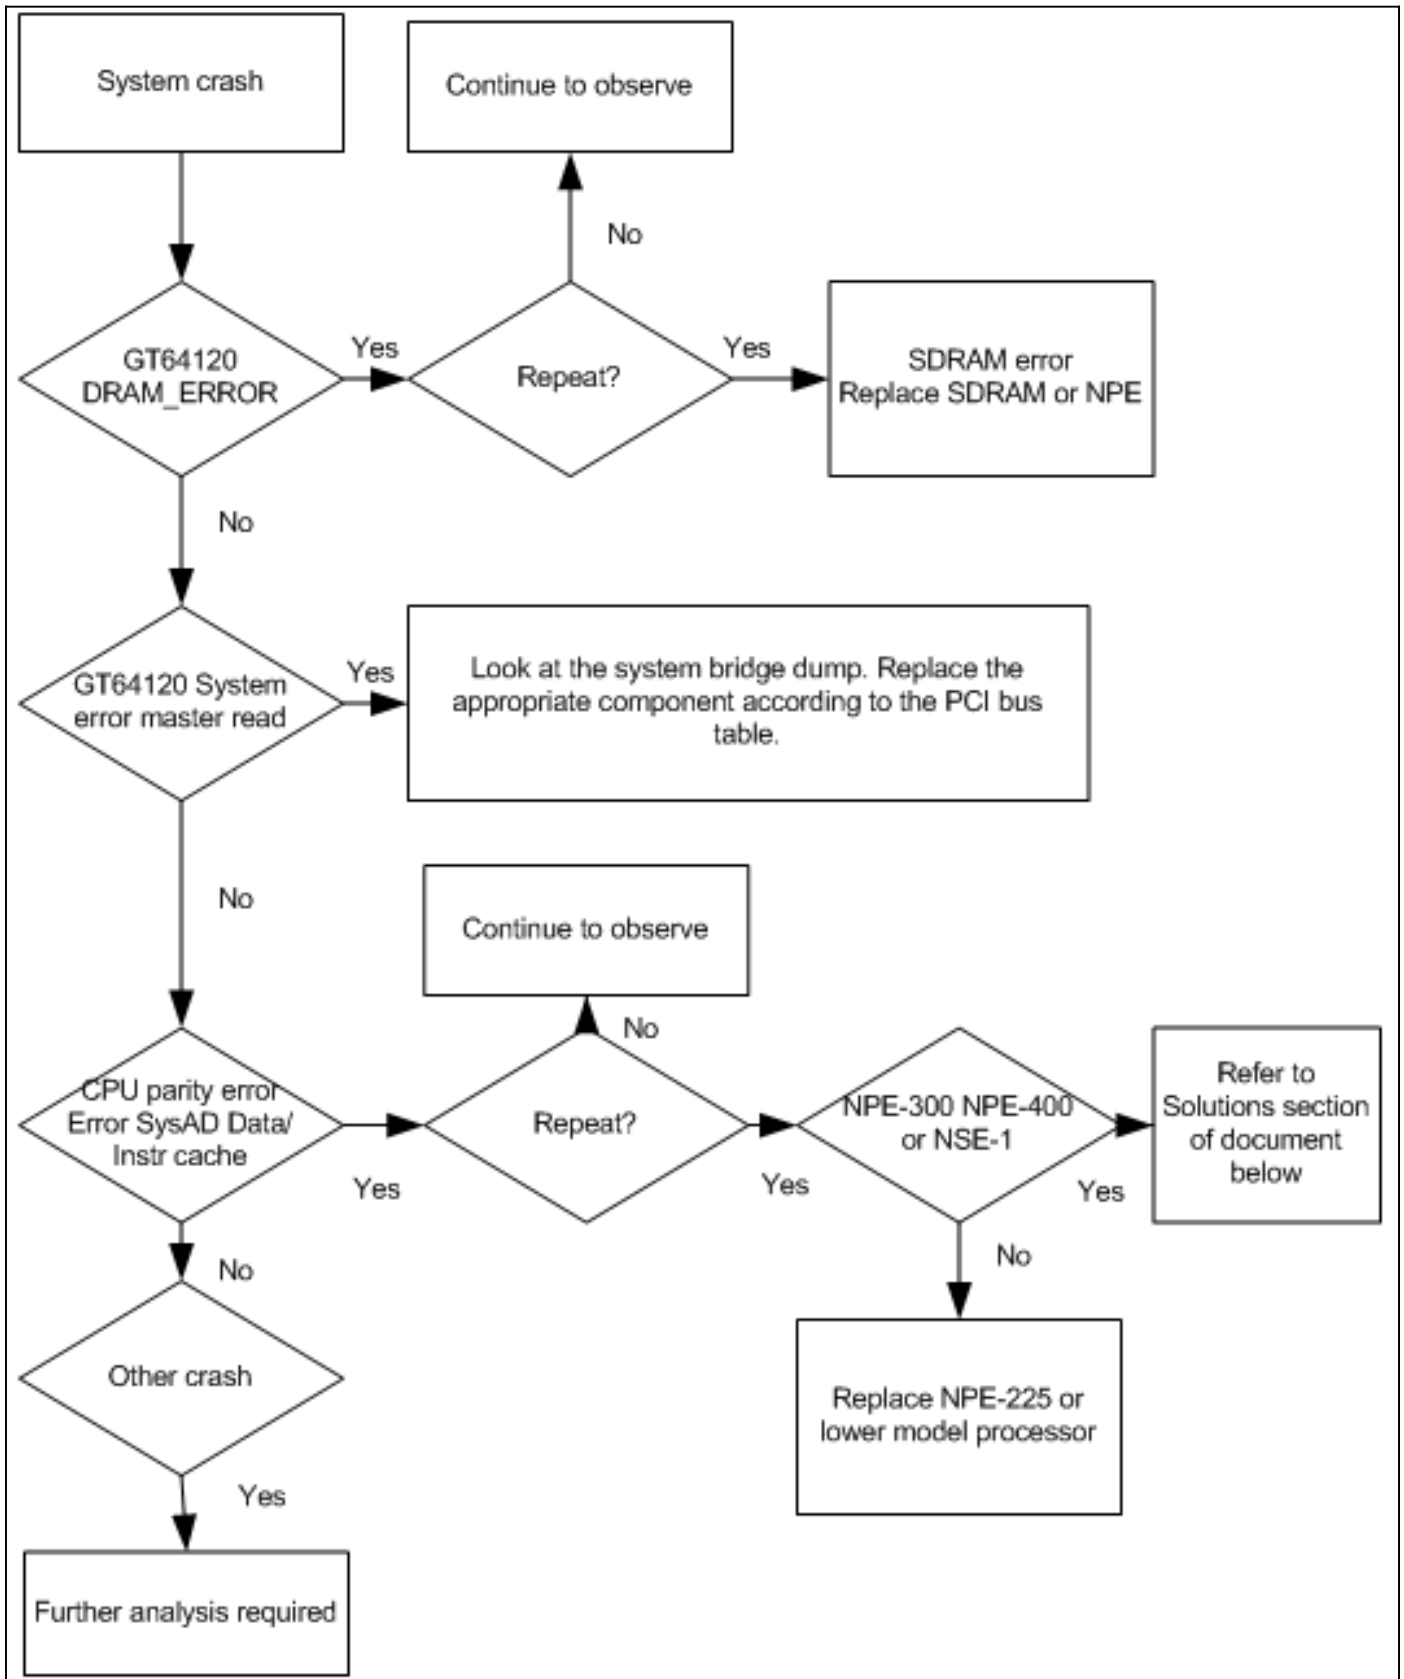 System crash
Continue to observe
No
GT64120
DRAM_ERROR
Yes
Repeat?
Yes
SDRAM error
Replace SDRAM or NPE
No
GT64120 System
error master read
Yes
Look at the system bridge dump. Replace the
appropriate component according to the PCI bus
table.
No
Continue to observe
No
CPU parity error
Error SysAD Data/
Instr cache
Yes
Repeat?
Yes
NPE-300 NPE-400
or NSE-1
Yes
Refer to
Solutions section
of document
below
No
No
Other crash
Replace NPE-225 or
lower model processor
Yes
Further analysis required